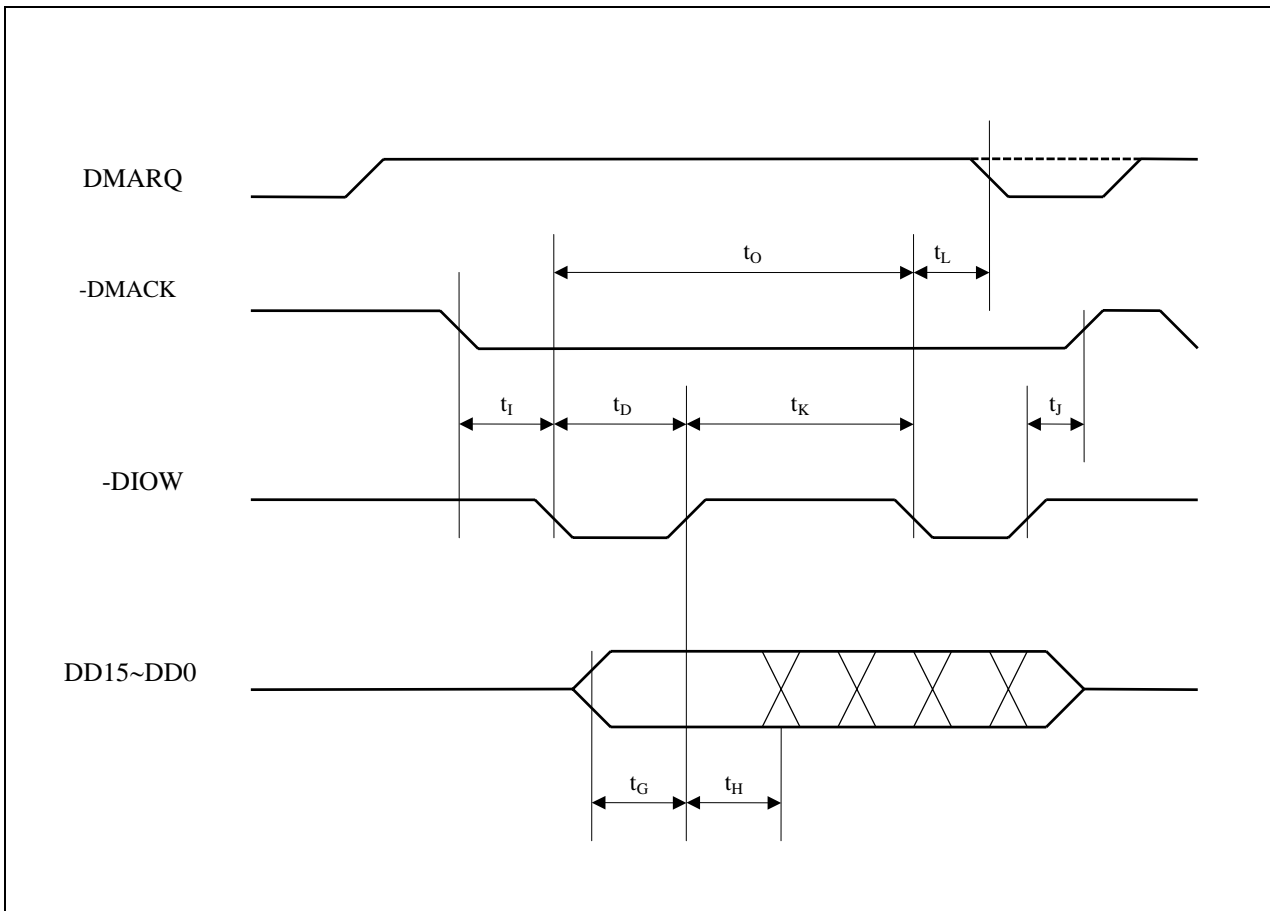 DMARQ
tO tL
-DMACK
tI tD tK tJ
-DIOW
DD15~DD0
tG tH